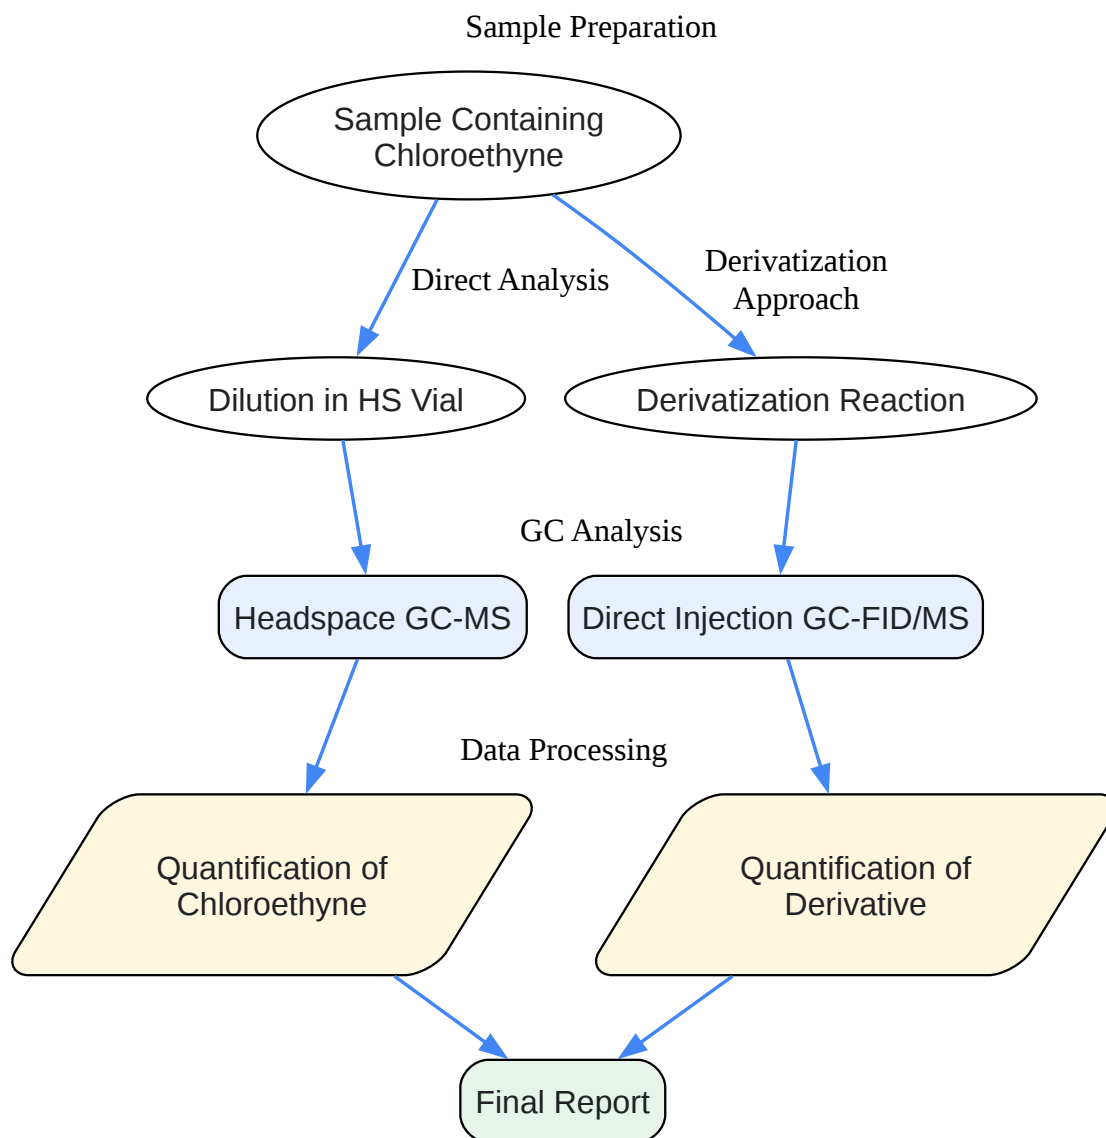 Sample Preparation
Sample Containing
Chloroethyne
Direct Analysis
Derivatization
Approach
Dilution in HS Vial
Derivatization Reaction
GC Analysis
Headspace GC-MS
Direct Injection GC-FID/MS
Data Processing
Quantification of
Chloroethyne
Quantification of
Derivative
Final Report